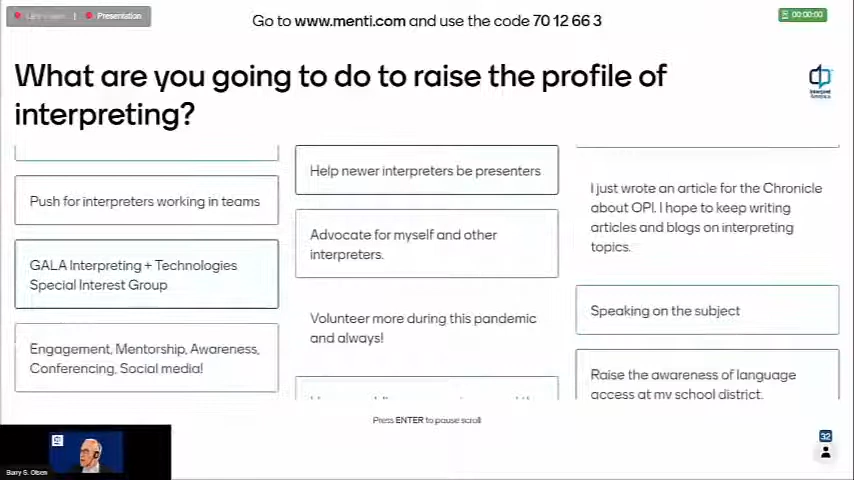 Presentation
Go to www.menti.com and use the code 70 12 66 3
00:00:00
What are you going to do to raise the profile of
interpreting?
interpret
America
Push for interpreters working in teams
GALA Interpreting + Technologies
Special Interest Group
Engagement, Mentorship, Awareness,
Conferencing, Social media!
Help newer interpreters be presenters
Advocate for myself and other
interpreters.
Volunteer more during this pandemic
and always!
I just wrote an article for the Chronicle
about OPI. I hope to keep writing
articles and blogs on interpreting
topics.
Speaking on the subject
Raise the awareness of language
access at my school district.
Press ENTER to pause scroll
32
Barry S. Olsen